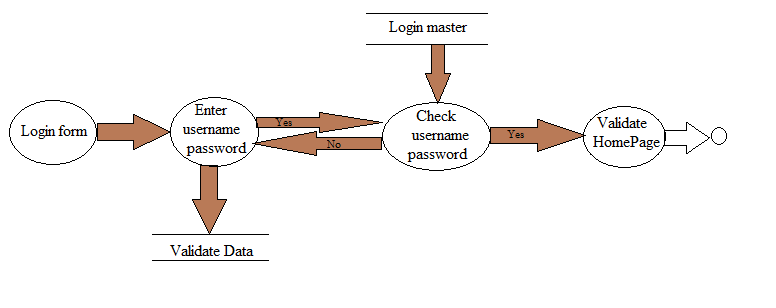 Login master
Login form
Enter
username
password
Yes
No
Check
username
password
Yes
Validate
HomePage
Validate Data